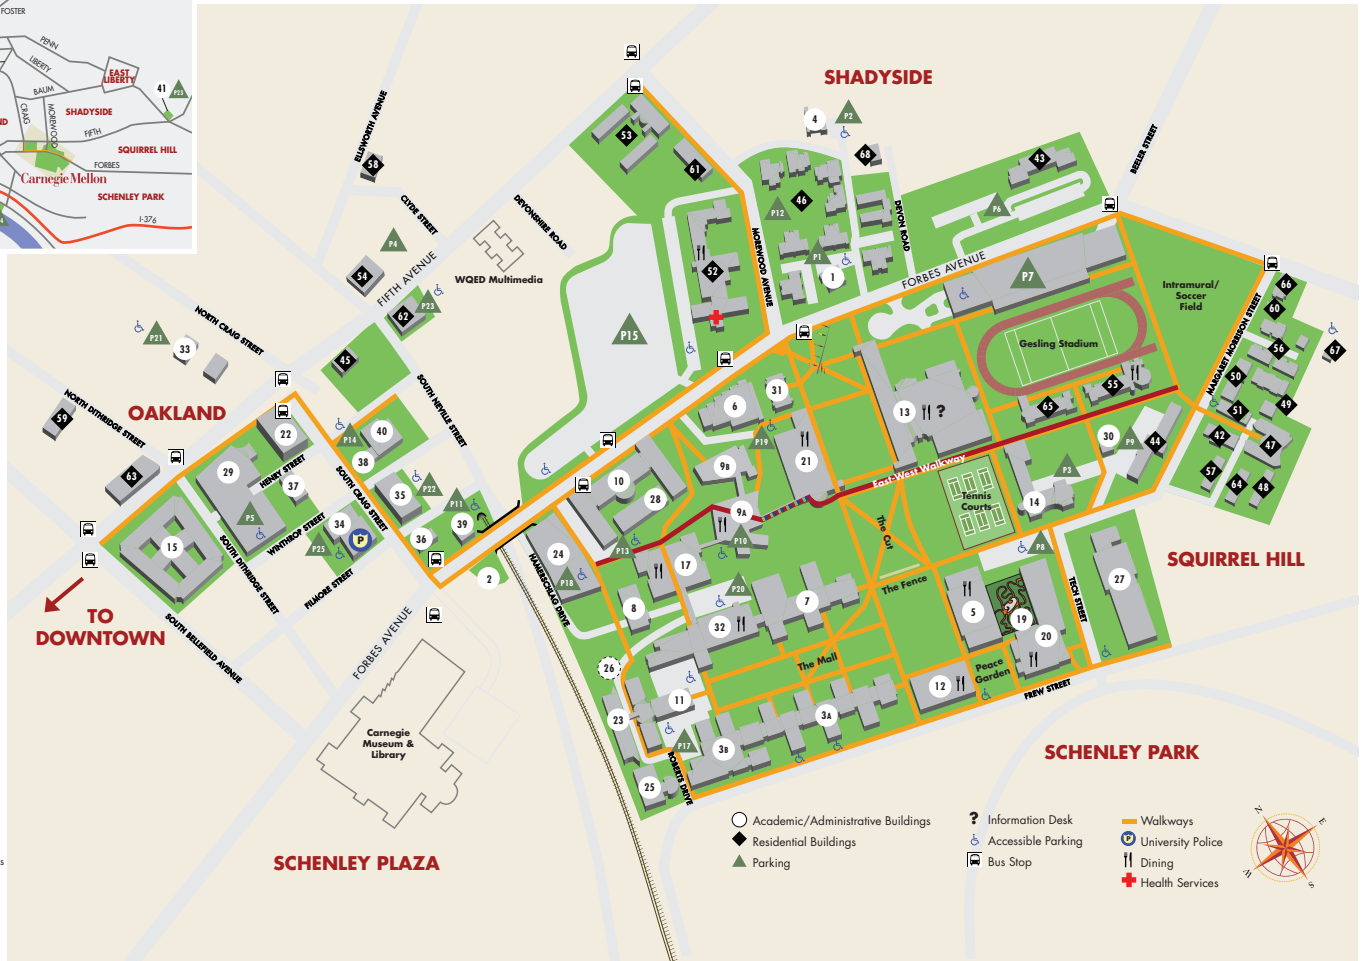 FOSTER
PENN
LIBERTY
EAST
LIBERTY
BAUM
41
P25
CRAIG
MOREWOOD
SHADYSIDE
ND
FIFTH
SQUIRREL HILL
FORBES
Carnegie Mellon
SCHENLEY PARK
I-376
4
SHADYSIDE
ELLSWORTH AVENUE
58
53
61
4
P2
68
43
BEELER STREET
46
P12
P6
CLYDE STREET
DEVONSHIRE ROAD
P4
54
FIFTH AVENUE
WQED Multimedia
P23
62
52
MOREWOOD AVENUE
P1
1
DEVON ROAD
FORBES AVENUE
P7
Intramural/
Soccer
Field
66
60
NORTH CRAIG STREET
P21
33
45
P15
Gesling Stadium
MARGARET MORRISON STREET
56
67
50
49
51
47
42
57
64
48
NORTH DITHRIDGE STREET
59
OAKLAND
63
SOUTH NEVILLE STREET
22
P14
40
38
29
HENRY STREET
37
SOUTH CRAIG STREET
35
P22
P11
P5
WINTHROP STREET
34
P
P25
36
39
15
SOUTH DITHRIDGE STREET
FILMORE STREET
2
TO
DOWNTOWN
SOUTH BELLEFIELD AVENUE
FORBES AVENUE
Carnegie
Museum &
Library
SCHENLEY PLAZA
6
31
P19
21
9B
9A
P10
10
28
P13
24
P18
HAMERSCHLAG DRIVE
17
P20
8
7
32
26
11
23
P17
3B
3A
25
ROBERTS DRIVE
13
?
East-West Walkway
65
55
30
P9
44
P3
14
Tennis
Courts
P8
The Cut
The Fence
The Mall
5
19
20
TECH STREET
27
12
Peace
Garden
FREW STREET
SQUIRREL HILL
SCHENLEY PARK
Academic/Administrative Buildings
Residential Buildings
Parking
? Information Desk
Accessible Parking
Bus Stop
Walkways
P University Police
Dining
Health Services
N
E
S
W
s